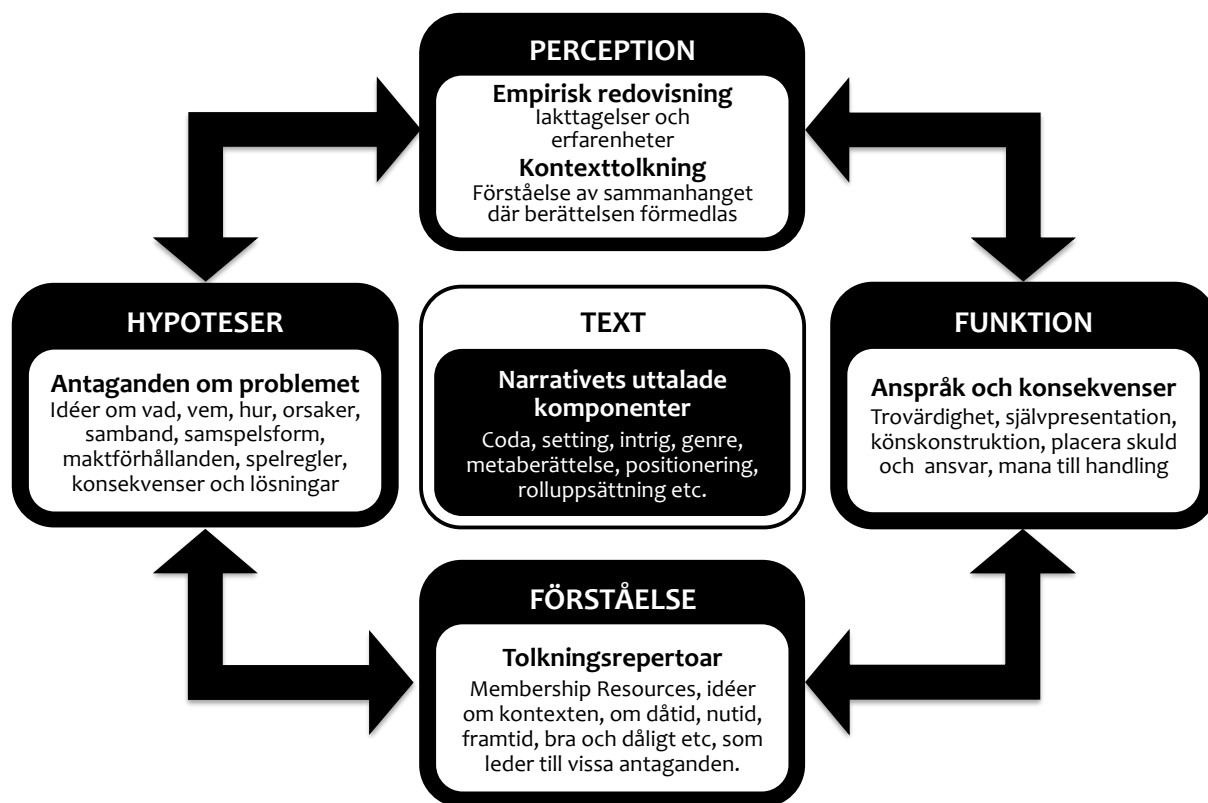 PERCEPTION
Empirisk redovisning
Iakttagelser och
erfarenheter
Kontexttolkning
Förståelse av sammanhanget
där berättelsen förmedlas
HYPOTESER
Antaganden om problemet
Idéer om vad, vem, hur, orsaker,
samband, samspelsform,
maktförhållanden, spelregler,
konsekvenser och lösningar
TEXT
Narrativets uttalade
komponenter
Coda, setting, intrig, genre,
metaberättelse, positionering,
rolluppsättning etc.
FUNKTION
Anspråk och konsekvenser
Trovärdighet, självpresentation,
könskonstruktion, placera skuld
och ansvar, mana till handling
FÖRSTÅELSE
Tolkningsrepertoar
Membership Resources, idéer
om kontexten, om dåtid, nutid,
framtid, bra och dåligt etc, som
leder till vissa antaganden.